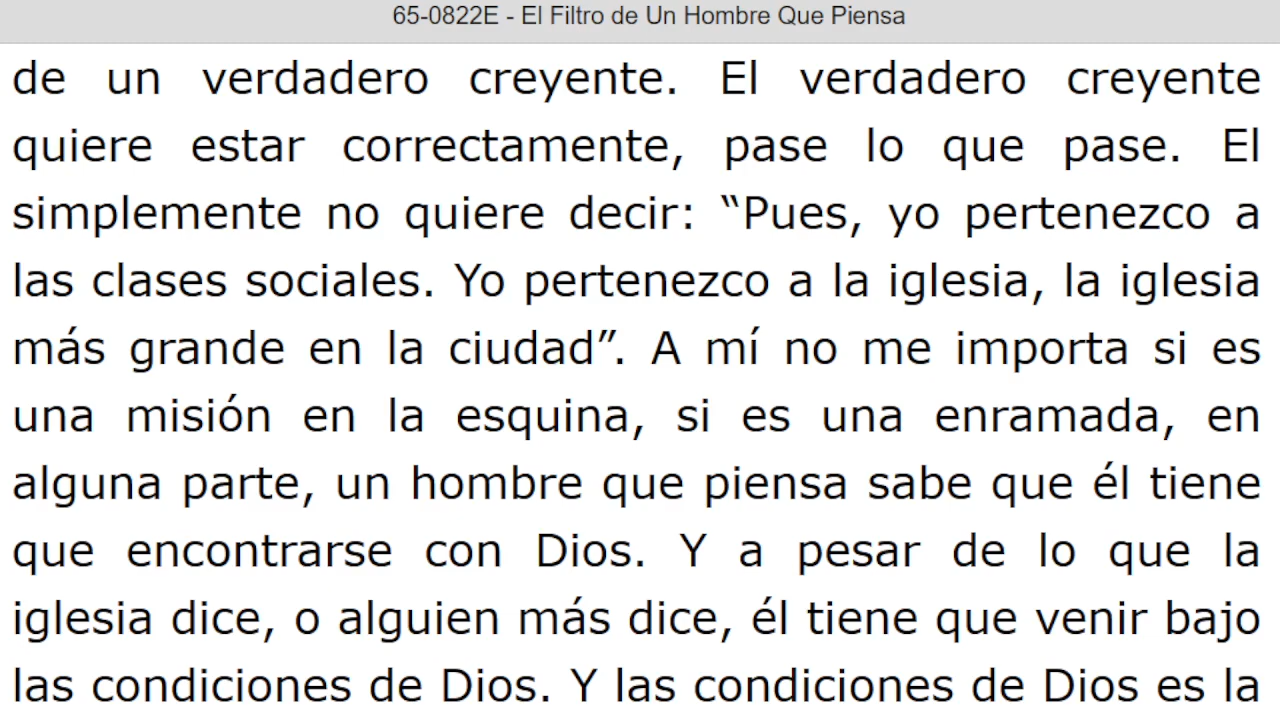 65-0822E - El Filtro de Un Hombre Que Piensa
de un verdadero creyente. El verdadero creyente
quiere estar correctamente, pase lo que pase. El
simplemente no quiere decir: “Pues, yo pertenezco a
las clases sociales. Yo pertenezco a la iglesia, la iglesia
más grande en la ciudad”. A mí no me importa si es
una misión en la esquina, si es una enramada, en
alguna parte, un hombre que piensa sabe que él tiene
que encontrarse con Dios. Y a pesar de lo que la
iglesia dice, o alguien más dice, él tiene que venir bajo
las condiciones de Dios. Y las condiciones de Dios es la